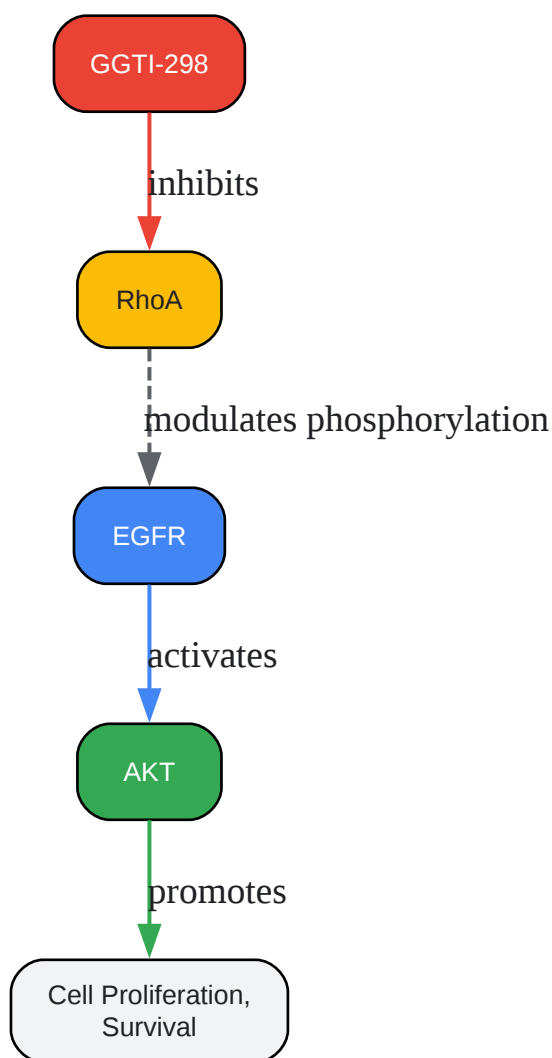 GGTI-298
inhibits
RhoA
modulates phosphorylation
EGFR
activates
AKT
promotes
Cell Proliferation,
Survival